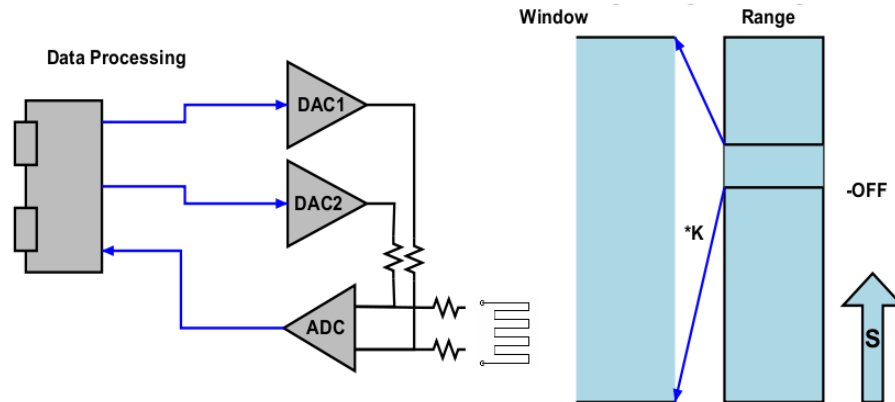 Window
Range
Data Processing
DAC1
DAC2
ADC
-OFF
*K
S